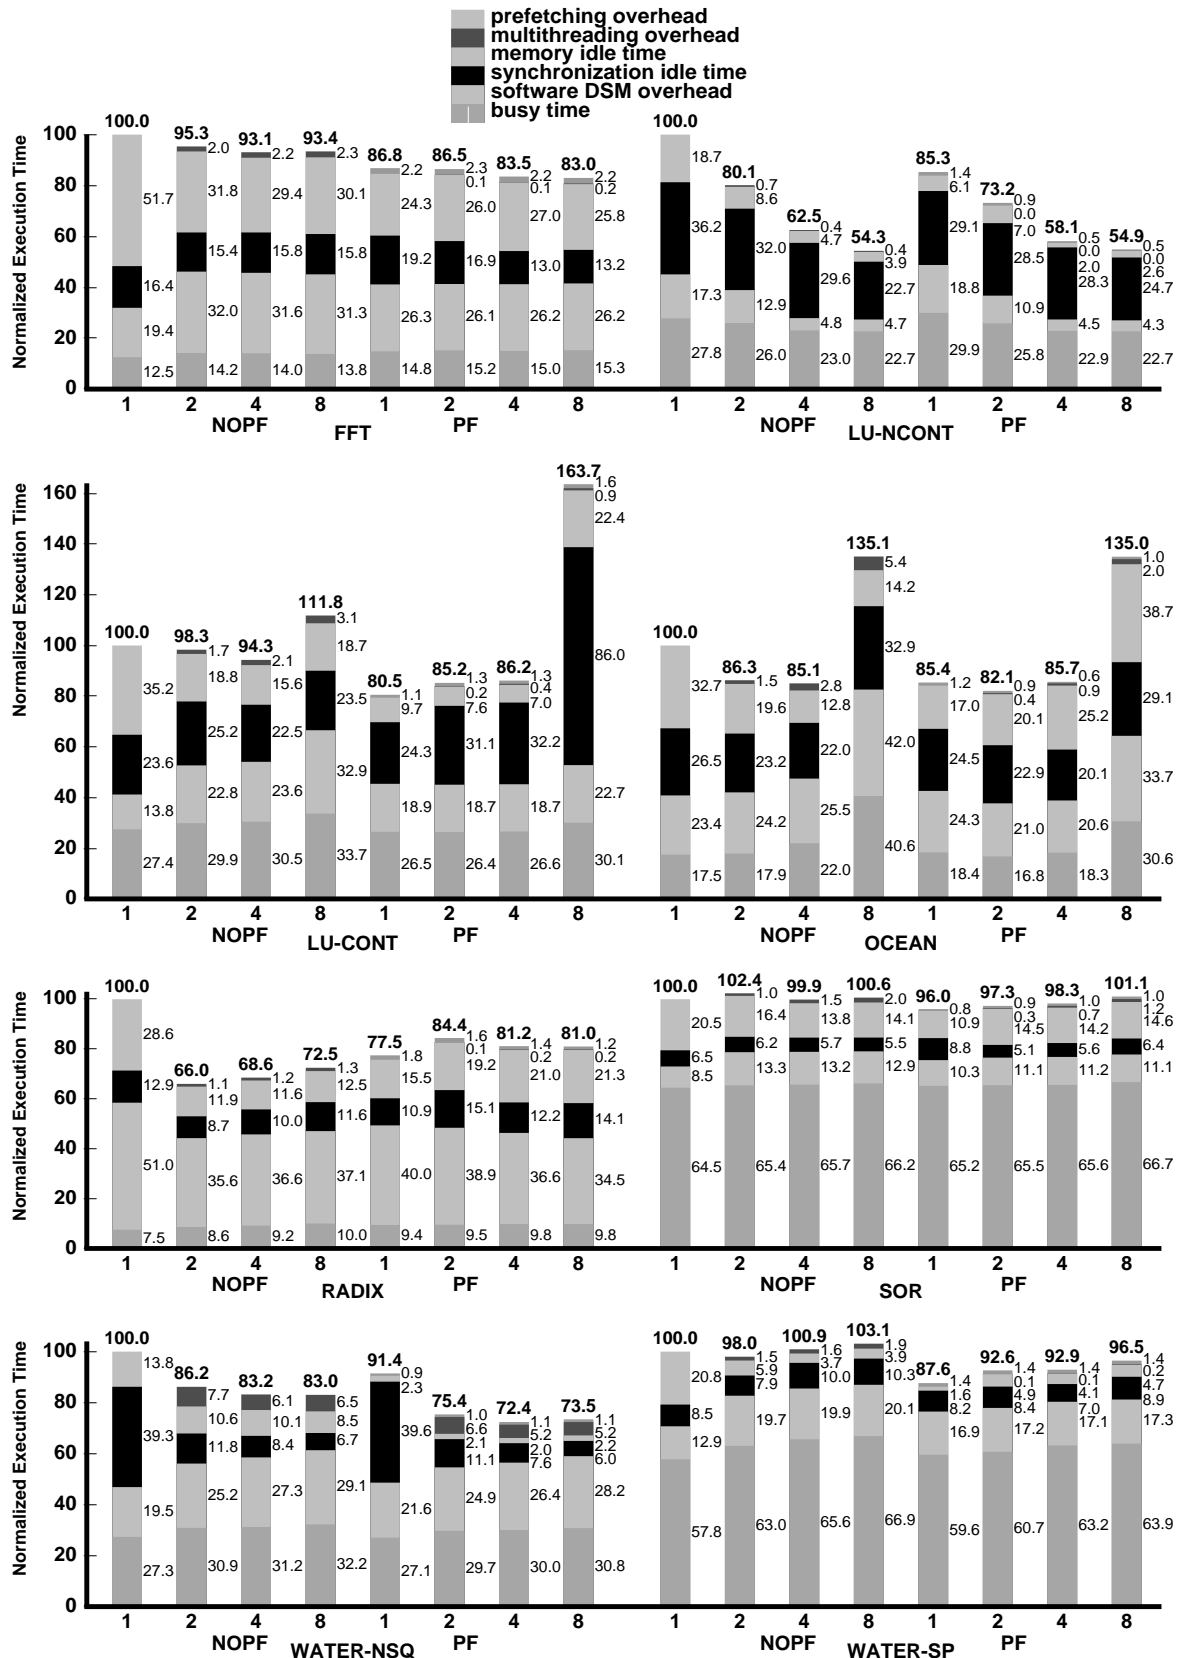 prefetching overhead
multithreading overhead
memory idle time
synchronization idle time
software DSM overhead
busy time
Normalized Execution Time
100
80
60
40
20
0
100.0 95.3 93.1 93.4 86.8 86.5 83.5 83.0
51.7 16.4 19.4 12.5
2.0 31.8 15.4 32.0 14.2
2.2 29.4 15.8 31.6 14.0
2.3 30.1 15.8 31.3 13.8
2.2 24.3 19.2 26.3 14.8
2.3 0.1 26.0 16.9 26.1 15.2
2.2 0.1 27.0 13.0 26.2 15.0
2.2 0.2 25.8 13.2 26.2 15.3
1 2 4 8 1 2 4 8
NOPF PF
FFT
100.0 80.1 62.5 54.3 85.3 73.2 58.1 54.9
18.7 36.2 17.3 27.8
0.7 8.6 32.0 12.9 26.0
0.4 4.7 29.6 4.8 23.0
0.4 3.9 22.7 4.7 22.7
1.4 6.1 29.1 18.8 29.9
0.9 0.0 7.0 28.5 10.9 25.8
0.5 0.0 2.0 28.3 4.5 22.9
0.5 0.0 2.6 24.7 4.3 22.7
1 2 4 8 1 2 4 8
NOPF PF
LU-NCONT
Normalized Execution Time
160
140
120
100
80
60
40
20
0
100.0 98.3 94.3 111.8 80.5 85.2 86.2 163.7
35.2 23.6 13.8 27.4
1.7 18.8 25.2 22.8 29.9
2.1 15.6 22.5 23.6 30.5
3.1 18.7 23.5 32.9 33.7
1.1 9.7 24.3 18.9 26.5
1.3 0.2 7.6 31.1 18.7 26.4
1.3 0.4 7.0 32.2 18.7 26.6
1.6 0.9 22.4 86.0 22.7 30.1
1 2 4 8 1 2 4 8
NOPF PF
LU-CONT
100.0 86.3 85.1 135.1 85.4 82.1 85.7 135.0
32.7 26.5 23.4 17.5
1.5 19.6 23.2 24.2 17.9
2.8 12.8 22.0 25.5 22.0
5.4 14.2 32.9 42.0 40.6
1.2 17.0 24.5 24.3 18.4
0.9 0.4 20.1 22.9 21.0 16.8
0.6 0.9 25.2 20.1 20.6 18.3
1.0 2.0 38.7 29.1 33.7 30.6
1 2 4 8 1 2 4 8
NOPF PF
OCEAN
Normalized Execution Time
100
80
60
40
20
0
100.0 66.0 68.6 72.5 77.5 84.4 81.2 81.0
28.6 12.9 51.0 7.5
1.1 11.9 8.7 35.6 8.6
1.2 11.6 10.0 36.6 9.2
1.3 12.5 11.6 37.1 10.0
1.8 15.5 10.9 40.0 9.4
1.6 0.1 19.2 15.1 38.9 9.5
1.4 0.2 21.0 12.2 36.6 9.8
1.2 0.2 21.3 14.1 34.5 9.8
1 2 4 8 1 2 4 8
NOPF PF
RADIX
100.0 102.4 99.9 100.6 96.0 97.3 98.3 101.1
20.5 6.5 8.5 64.5
1.0 16.4 6.2 13.3 65.4
1.5 13.8 5.7 13.2 65.7
2.0 14.1 5.5 12.9 66.2
0.8 10.9 8.8 10.3 65.2
0.9 0.3 14.5 5.1 11.1 65.5
1.0 0.7 14.2 5.6 11.2 65.6
1.0 1.2 14.6 6.4 11.1 66.7
1 2 4 8 1 2 4 8
NOPF PF
SOR
Normalized Execution Time
100
80
60
40
20
0
100.0 86.2 83.2 83.0 91.4 75.4 72.4 73.5
13.8 39.3 19.5 27.3
7.7 10.6 11.8 25.2 30.9
6.1 10.1 8.4 27.3 31.2
6.5 8.5 6.7 29.1 32.2
0.9 2.3 39.6 21.6 27.1
1.0 6.6 2.1 11.1 24.9 29.7
1.1 5.2 2.0 7.6 26.4 30.0
1.1 5.2 2.2 6.0 28.2 30.8
1 2 4 8 1 2 4 8
NOPF PF
WATER-NSQ
100.0 98.0 100.9 103.1 87.6 92.6 92.9 96.5
20.8 8.5 12.9 57.8
1.5 5.9 7.9 19.7 63.0
1.6 3.7 10.0 19.9 65.6
1.9 3.9 10.3 20.1 66.9
1.4 1.6 8.2 16.9 59.6
1.4 0.1 4.9 8.4 17.2 60.7
1.4 0.1 4.1 7.0 17.1 63.2
1.4 0.2 4.7 8.9 17.3 63.9
1 2 4 8 1 2 4 8
NOPF PF
WATER-SP